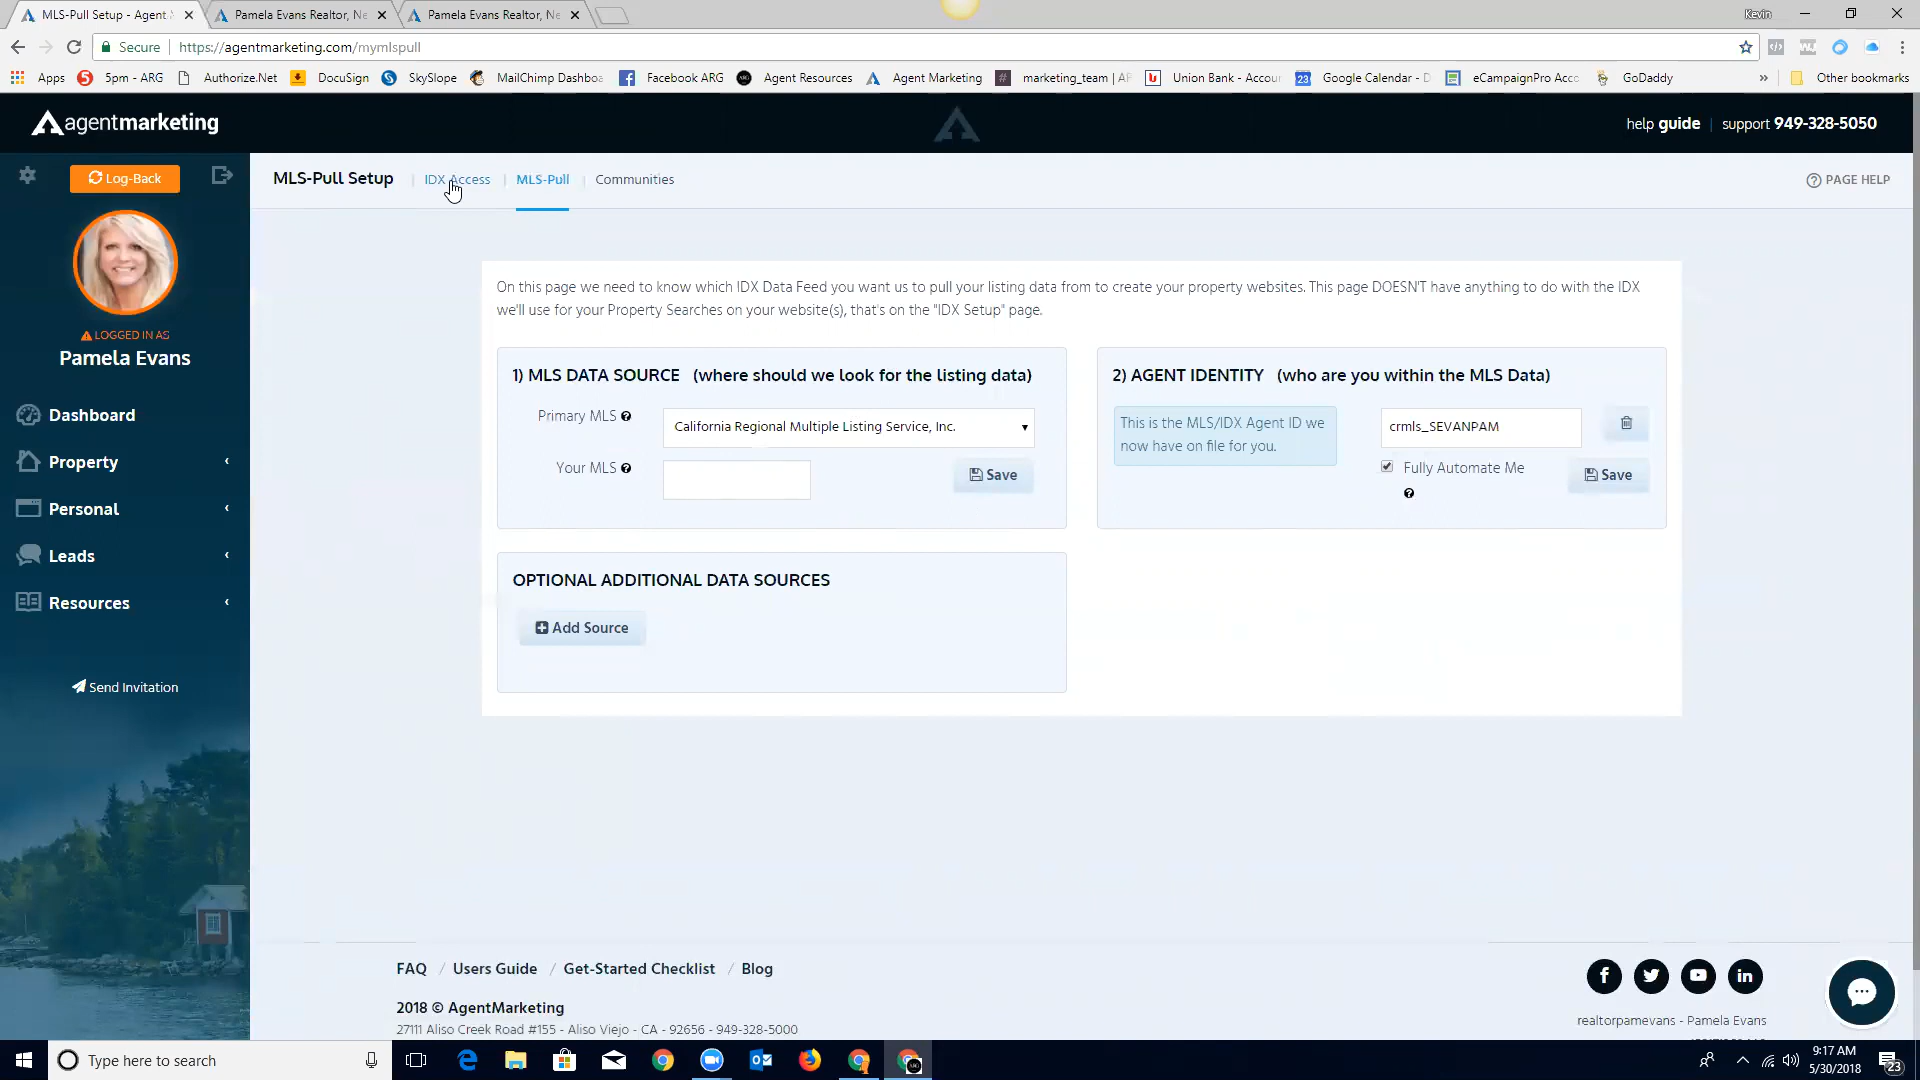 MLS-Pull Setup - Agent
Pamela Evans Realtor, Ne
Pamela Evans Realtor, Ne
Kevin
Secure
https://agentmarketing.com/mymlspull
Apps
5pm - ARG
Authorize.Net
DocuSign
SkySlope
MailChimp Dashboa
Facebook ARG
Agent Resources
Agent Marketing
marketing_team | AR
Union Bank - Accou
Google Calendar - D
eCampaignPro Acco
GoDaddy
»
Other bookmarks
agentmarketing
help guide | support 949-328-5050
Log-Back
MLS-Pull Setup | IDX Access | MLS-Pull | Communities
PAGE HELP
LOGGED IN AS
Pamela Evans
Dashboard
Property
Personal
Leads
Resources
Send Invitation
On this page we need to know which IDX Data Feed you want us to pull your listing data from to create your property websites. This page DOESN'T have anything to do with the IDX
we'll use for your Property Searches on your website(s), that's on the "IDX Setup" page.
1) MLS DATA SOURCE (where should we look for the listing data)
Primary MLS
California Regional Multiple Listing Service, Inc.
Your MLS
Save
2) AGENT IDENTITY (who are you within the MLS Data)
This is the MLS/IDX Agent ID we
now have on file for you.
crmls_SEVANPAM
Fully Automate Me
Save
OPTIONAL ADDITIONAL DATA SOURCES
Add Source
FAQ / Users Guide / Get-Started Checklist / Blog
2018 © AgentMarketing
27111 Aliso Creek Road #155 - Aliso Viejo - CA - 92656 - 949-328-5000
realtorpamevans - Pamela Evans
Type here to search
9:17 AM
5/30/2018
23